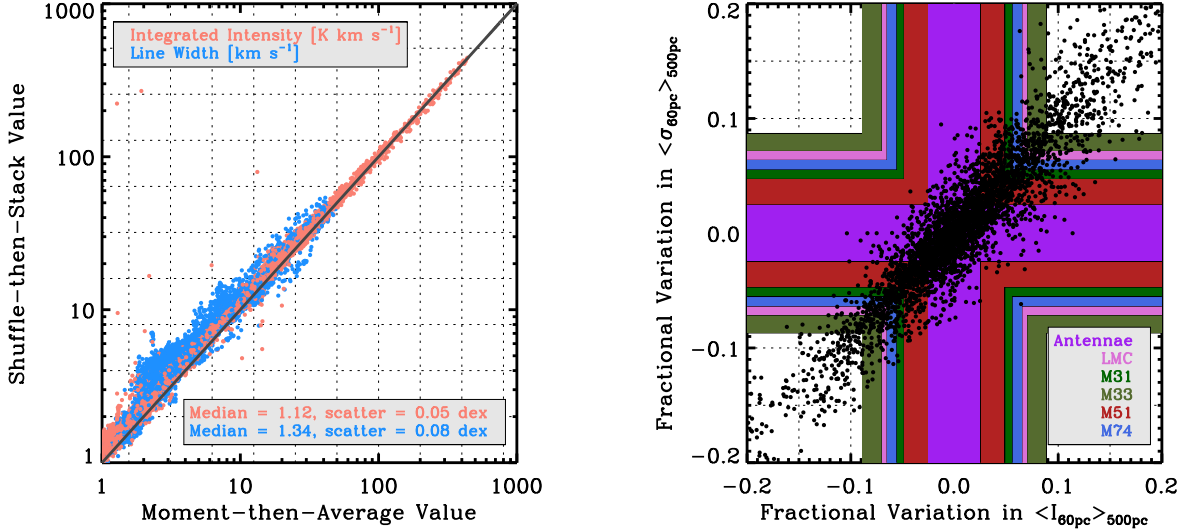 1000
100
10
1
Shuffle−then−Stack Value
Integrated Intensity [K km s⁻¹]
Line Width [km s⁻¹]
Median = 1.12, scatter = 0.05 dex
Median = 1.34, scatter = 0.08 dex
1 10 100 1000
Moment−then−Average Value
0.2
0.1
0.0
−0.1
−0.2
Fractional Variation in <σ60pc>500pc
Antennae
LMC
M31
M33
M51
M74
−0.2 −0.1 0.0 0.1 0.2
Fractional Variation in <I60pc>500pc